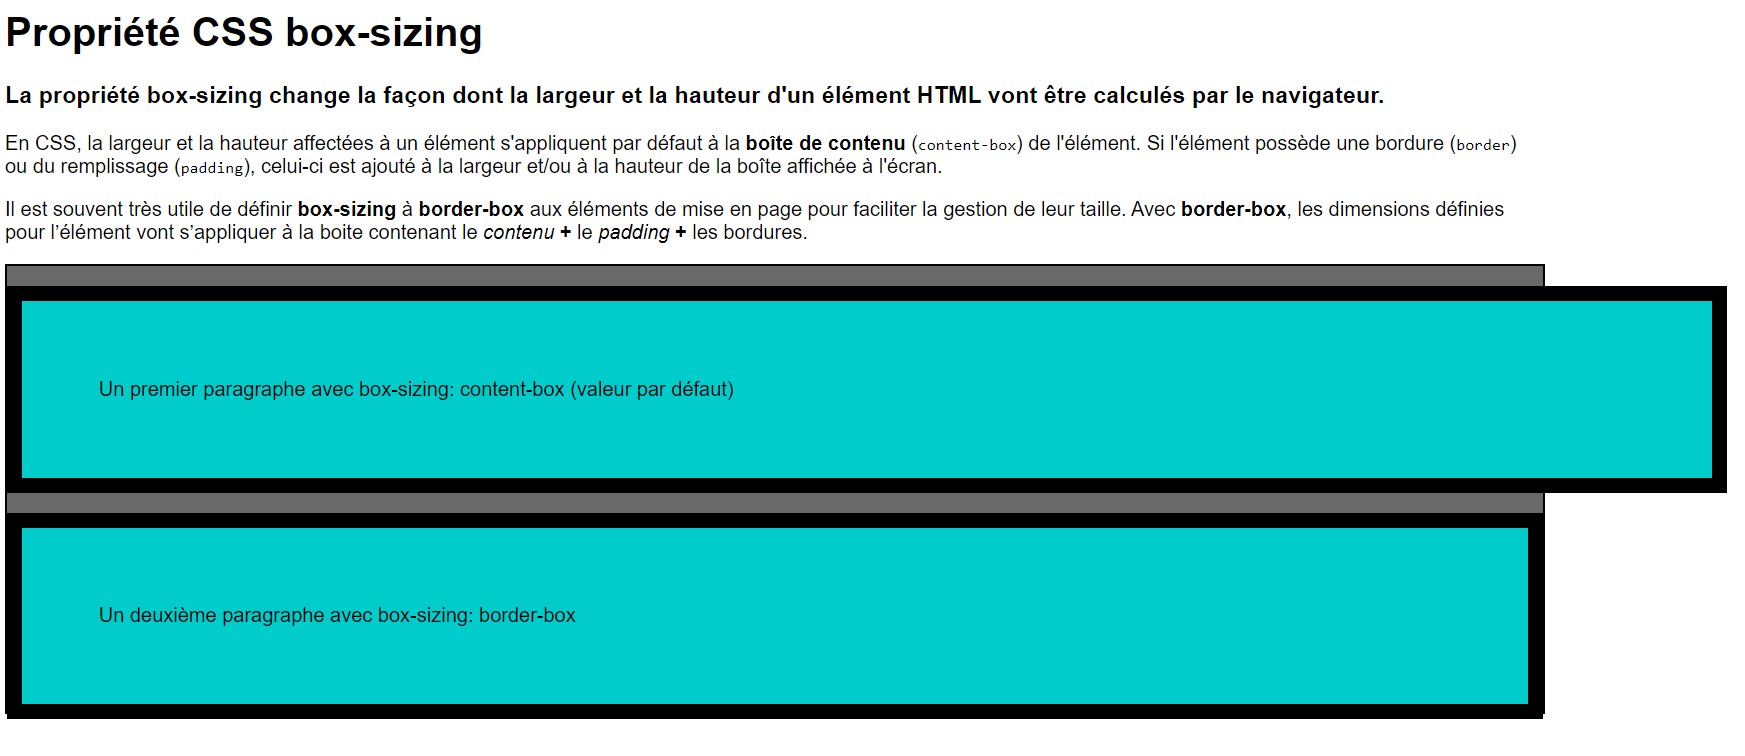 Propriété CSS box-sizing
La propriété box-sizing change la façon dont la largeur et la hauteur d'un élément HTML vont être calculés par le navigateur.
En CSS, la largeur et la hauteur affectées à un élément s'appliquent par défaut à la boîte de contenu (content-box) de l'élément. Si l'élément possède une bordure (border)
ou du remplissage (padding), celui-ci est ajouté à la largeur et/ou à la hauteur de la boîte affichée à l'écran.
Il est souvent très utile de définir box-sizing à border-box aux éléments de mise en page pour faciliter la gestion de leur taille. Avec border-box, les dimensions définies
pour l’élément vont s’appliquer à la boite contenant le contenu + le padding + les bordures.
Un premier paragraphe avec box-sizing: content-box (valeur par défaut)
Un deuxième paragraphe avec box-sizing: border-box